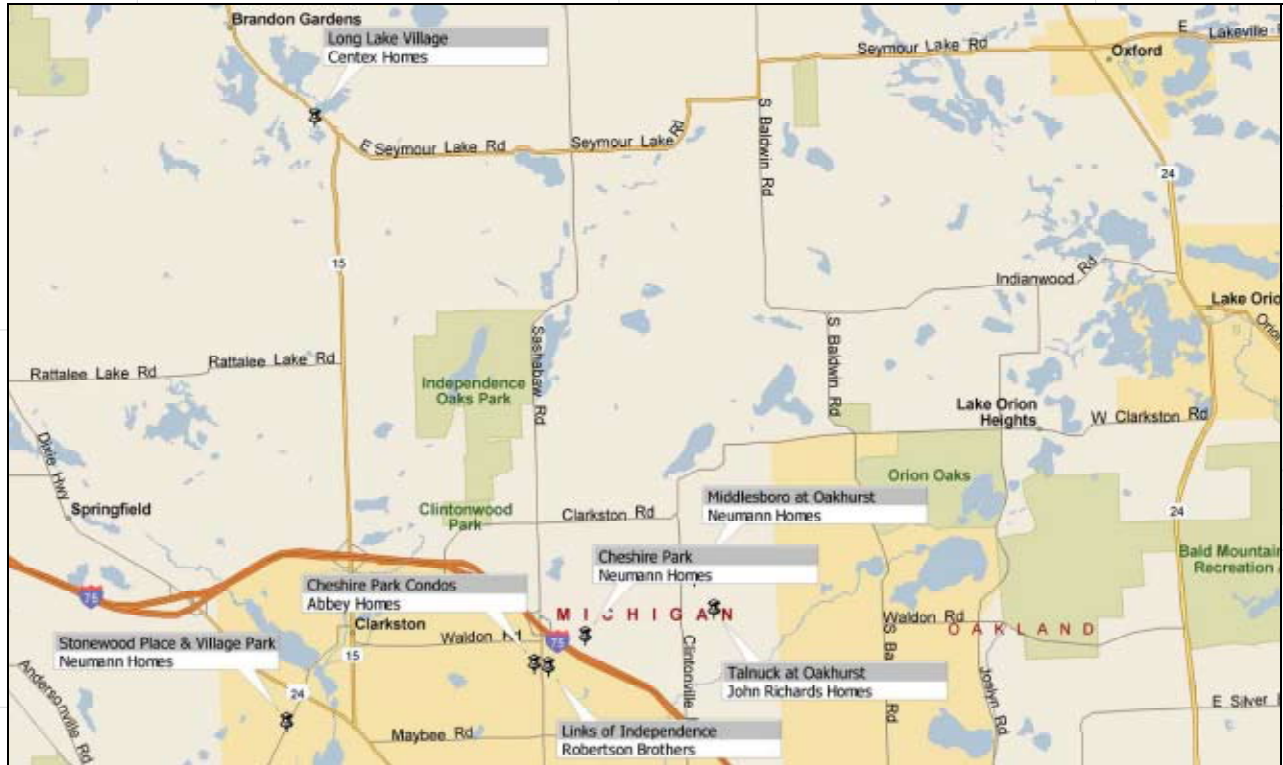 Brandon Gardens
Long Lake Village
Centex Homes
Seymour Lake Rd
E
Lakeville
Oxford
E Seymour Lake Rd
Seymour Lake Rd
S Baldwin Rd
24
15
Indianwood Rd
Lake Orio
Orion
Sashabaw Rd
S Baldwin Rd
Rattalee Lake Rd
Rattalee Lake Rd
Independence
Oaks Park
Lake Orion
Heights
W Clarkston Rd
Dixie Hwy
Orion Oaks
Springfield
Clintonwood
Park
Clarkston Rd
Middlesboro at Oakhurst
Neumann Homes
24
Bald Mountain
Recreation
Cheshire Park
Neumann Homes
75
Cheshire Park Condos
Abbey Homes
MICHIGAN
Clarkston
Waldon Rd
75
Waldon Rd
OAKLAND
Stonewood Place & Village Park
Neumann Homes
15
Clintonville
S Ba
Rd
Joslyn Rd
Talnuck at Oakhurst
John Richards Homes
Andersonville Rd
24
E Silver
Links of Independence
Robertson Brothers
Maybee Rd